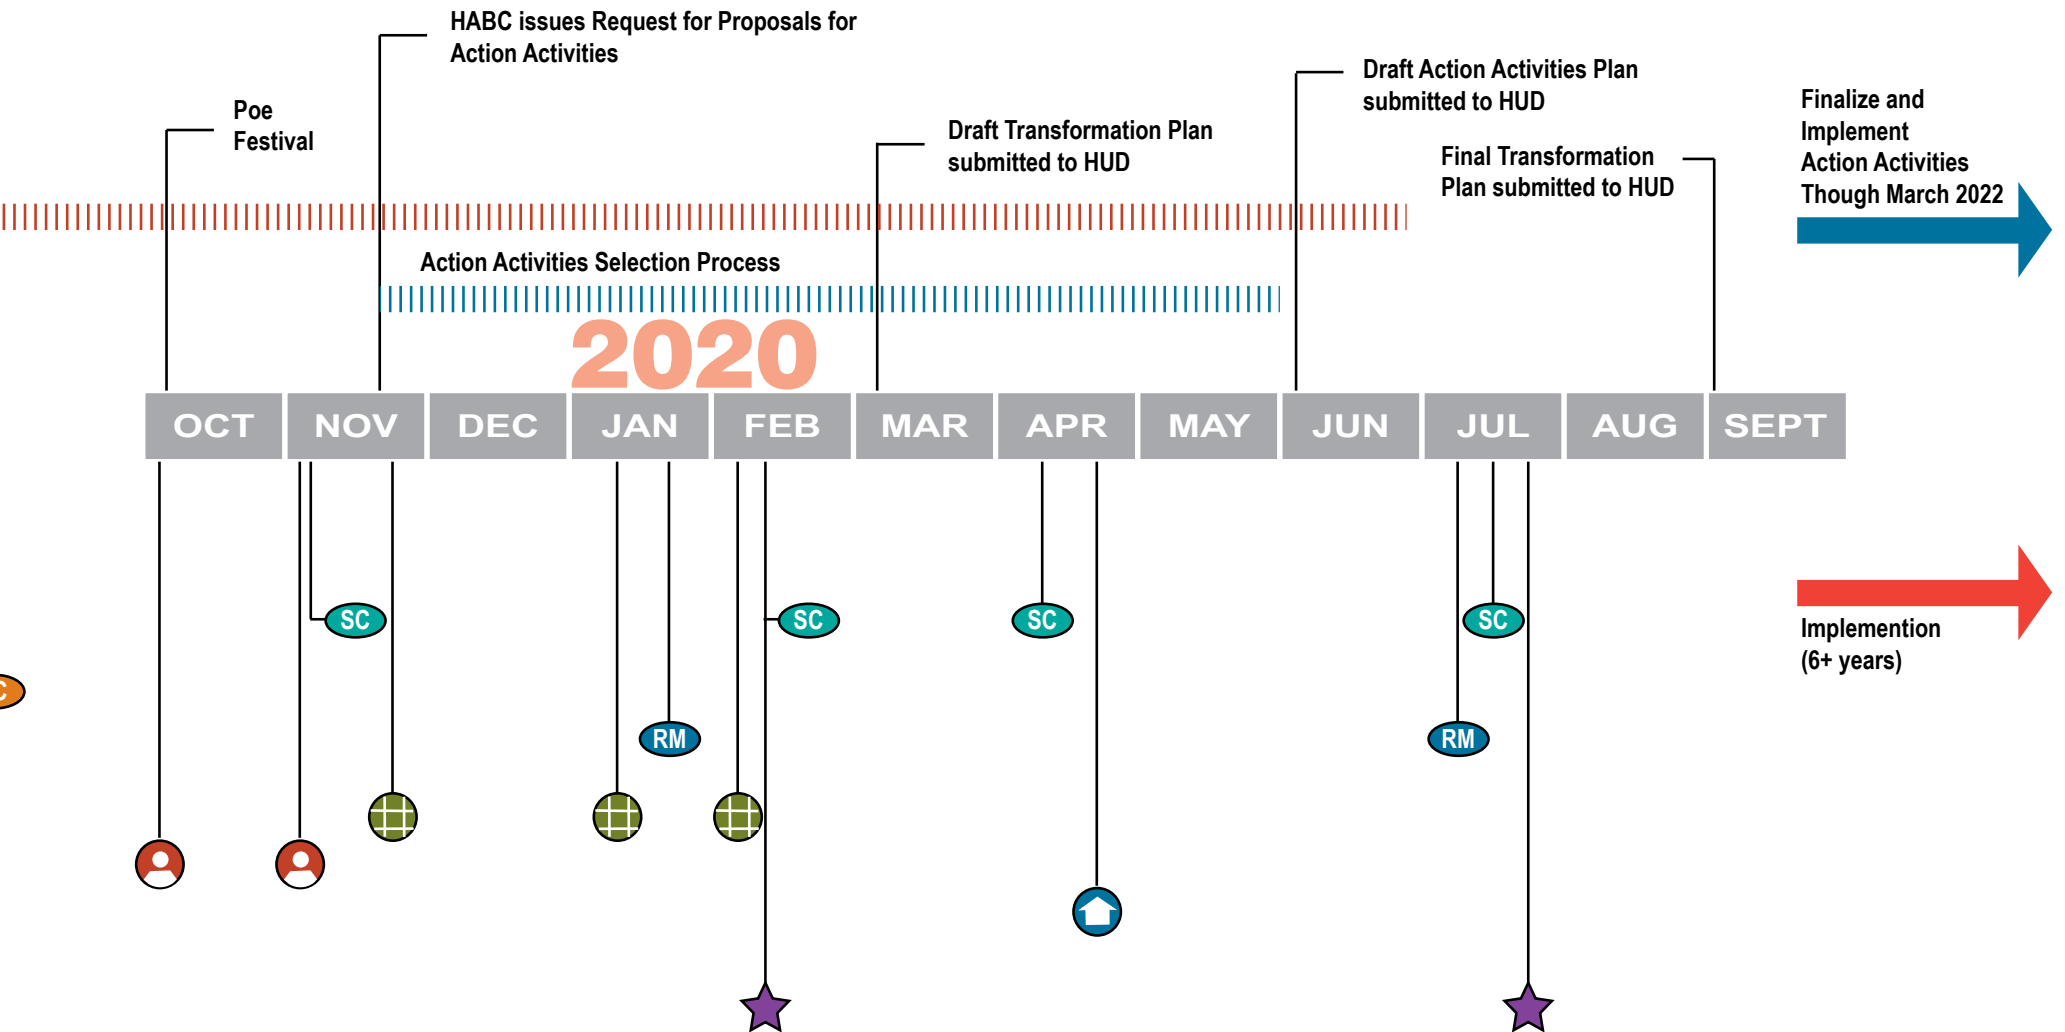 HABC issues Request for Proposals for
Action Activities
Poe
Festival
Draft Transformation Plan
submitted to HUD
Draft Action Activities Plan
submitted to HUD
Final Transformation
Plan submitted to HUD
Finalize and
Implement
Action Activities
Though March 2022
Action Activities Selection Process
2020
OCT NOV DEC JAN FEB MAR APR MAY JUN JUL AUG SEPT
SC SC SC SC
Implemention
(6+ years)
C
RM RM